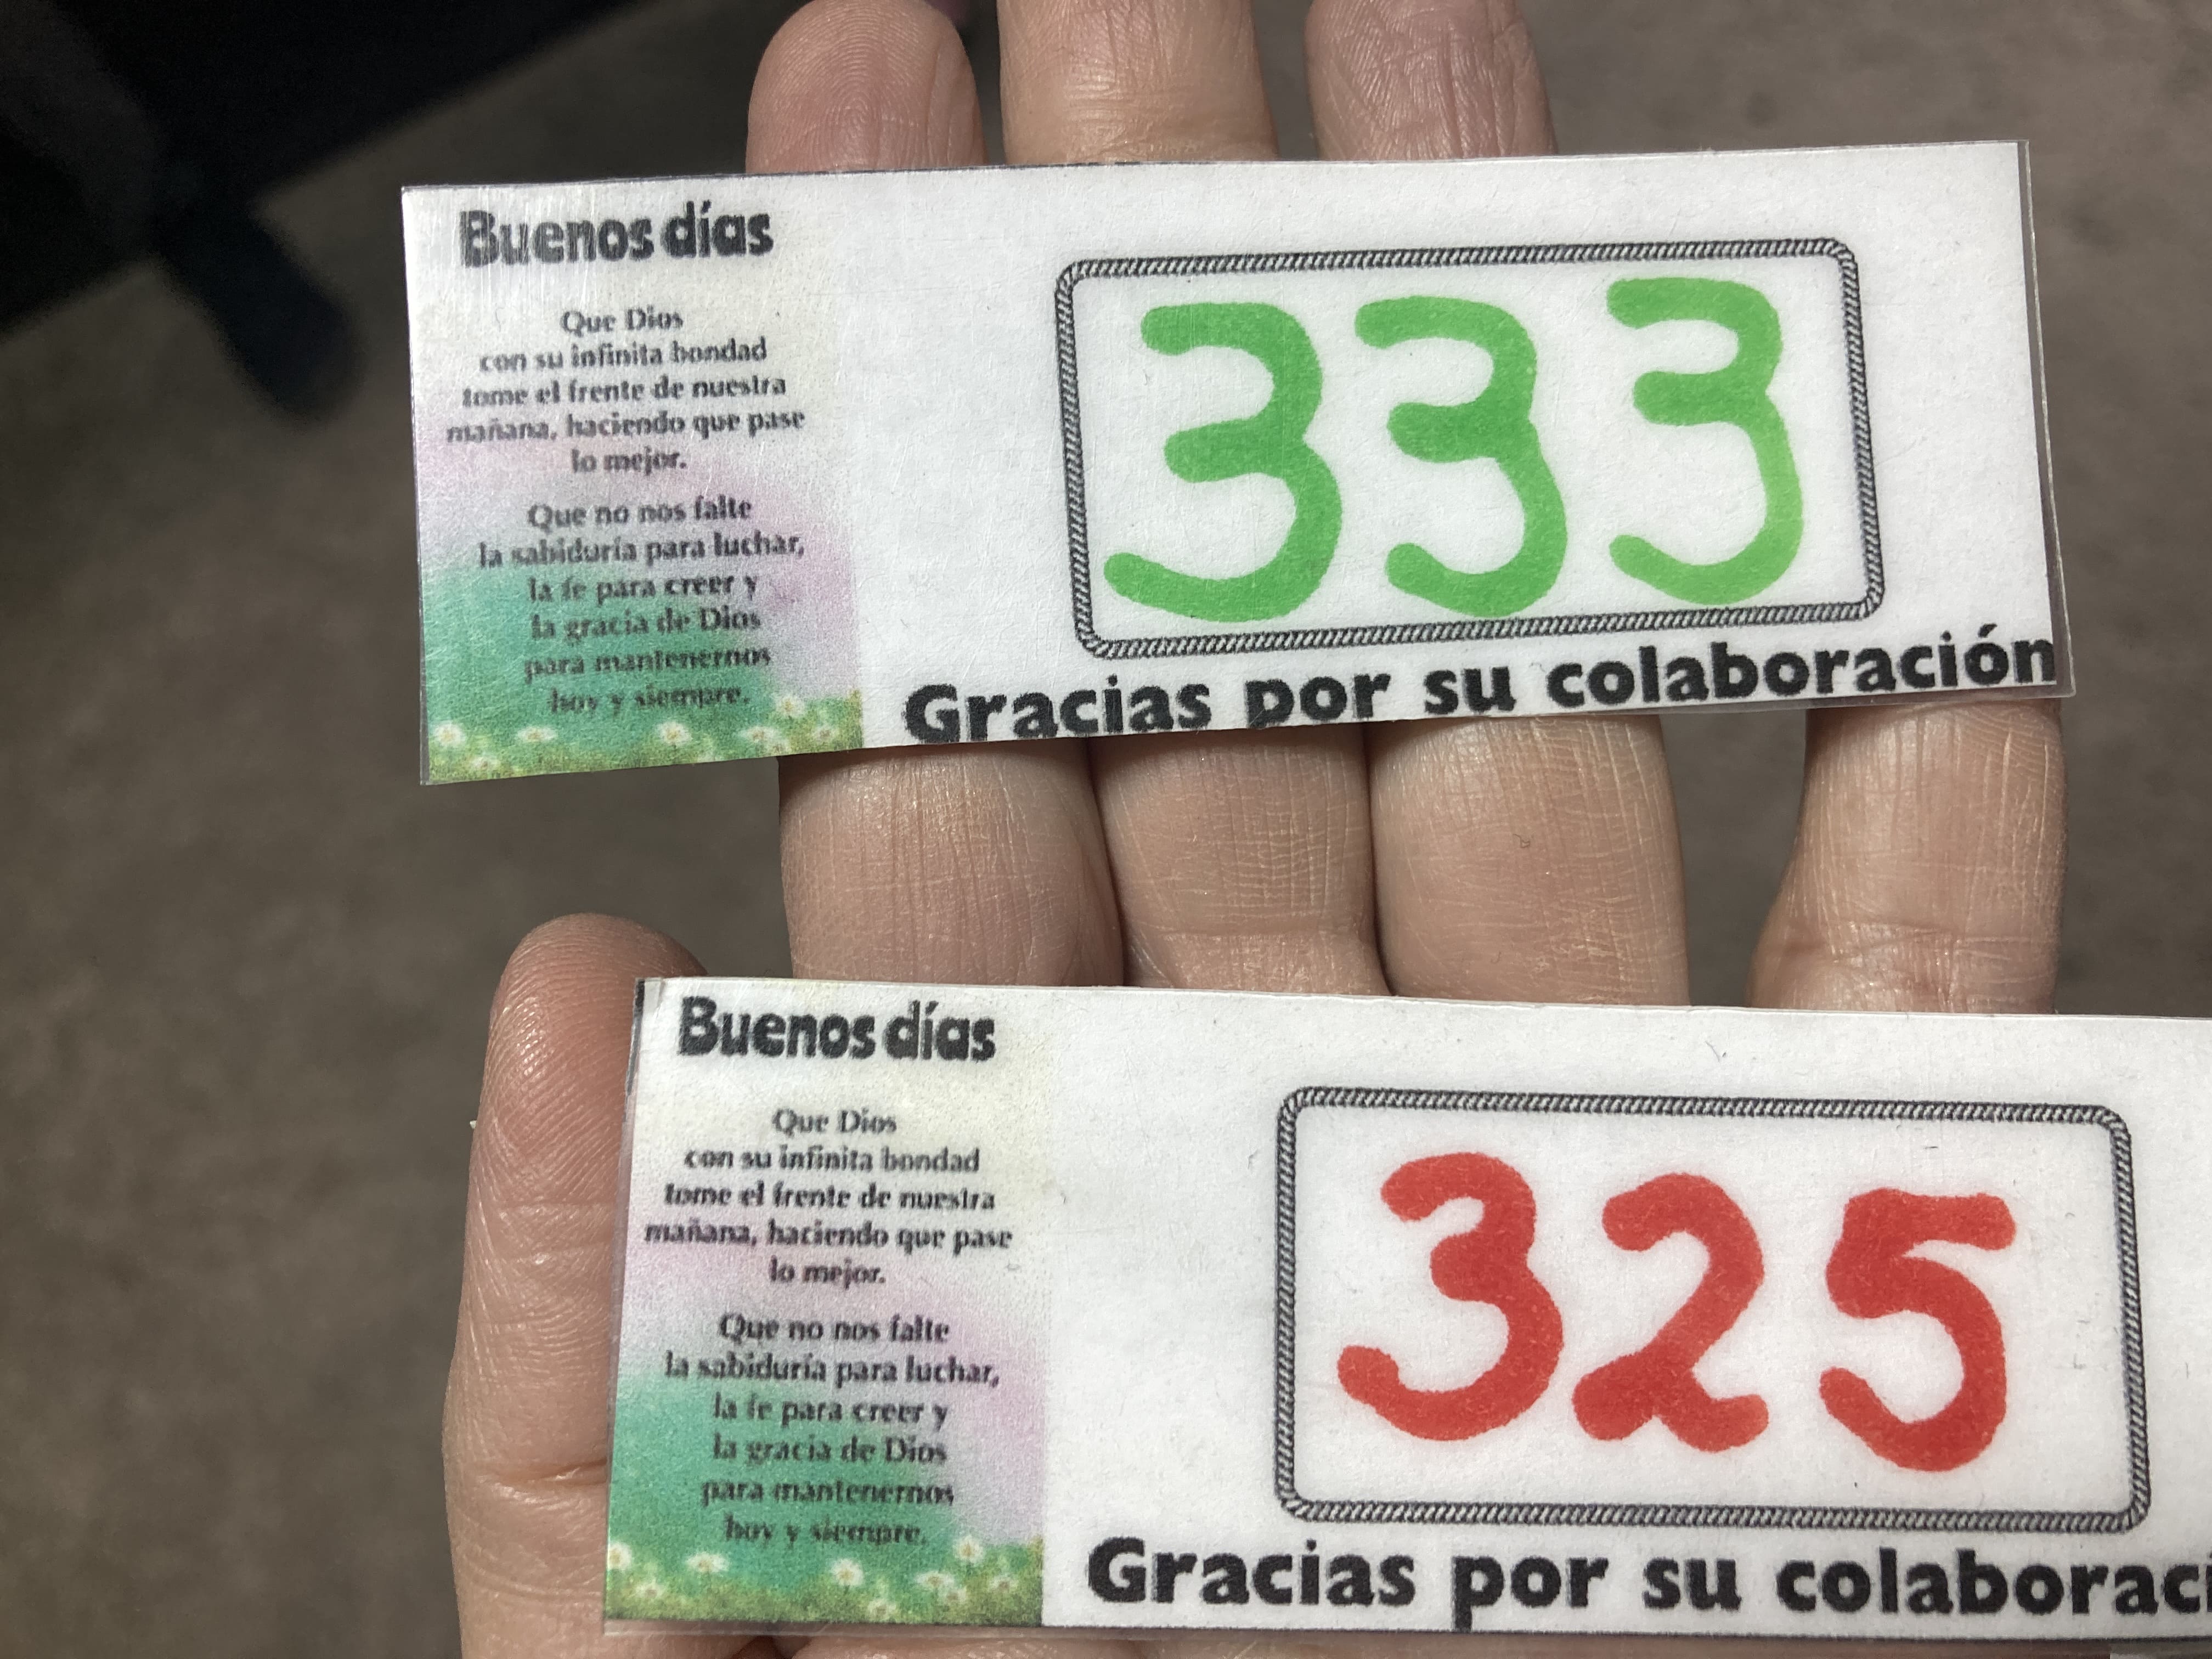 Buenos días
Que Dios
con su infinita bondad
tome el frente de nuestra
mañana, haciendo que pase
lo mejor.
Que no nos falte
la sabiduría para luchar,
la fe para creer y
la gracia de Dios
para mantenernos
hoy y siempre.
333
Gracias por su colaboración
Buenos días
Que Dios
con su infinita bondad
tome el frente de nuestra
mañana, haciendo que pase
lo mejor.
Que no nos falte
la sabiduría para luchar,
la fe para creer y
la gracia de Dios
para mantenernos
hoy y siempre.
325
Gracias por su colaboraci